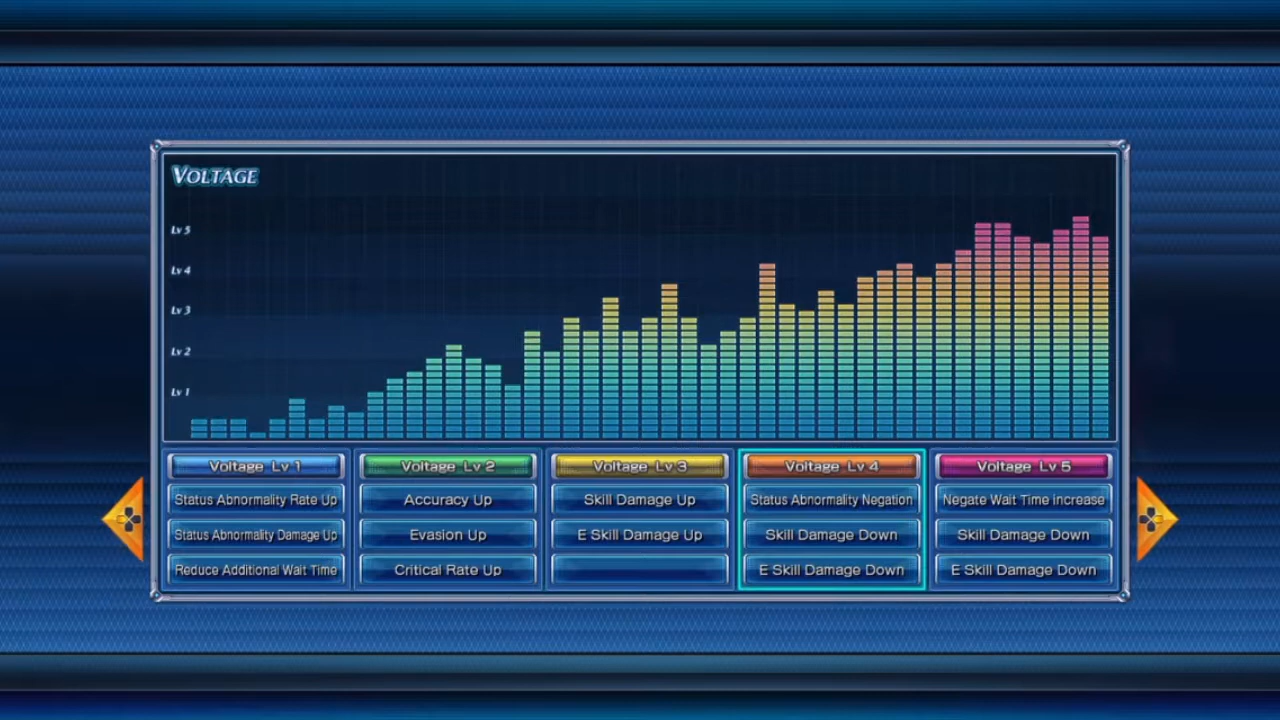 VOLTAGE
Lv 5
Lv 4
Lv 3
Lv 2
Lv 1
Voltage Lv 1
Voltage Lv 2
Voltage Lv 3
Voltage Lv 4
Voltage Lv 5
Status Abnormality Rate Up
Accuracy Up
Skill Damage Up
Status Abnormality Negation
Negate Wait Time increase
Status Abnormality Damage Up
Evasion Up
E Skill Damage Up
Skill Damage Down
Skill Damage Down
Reduce Additional Wait Time
Critical Rate Up
E Skill Damage Down
E Skill Damage Down